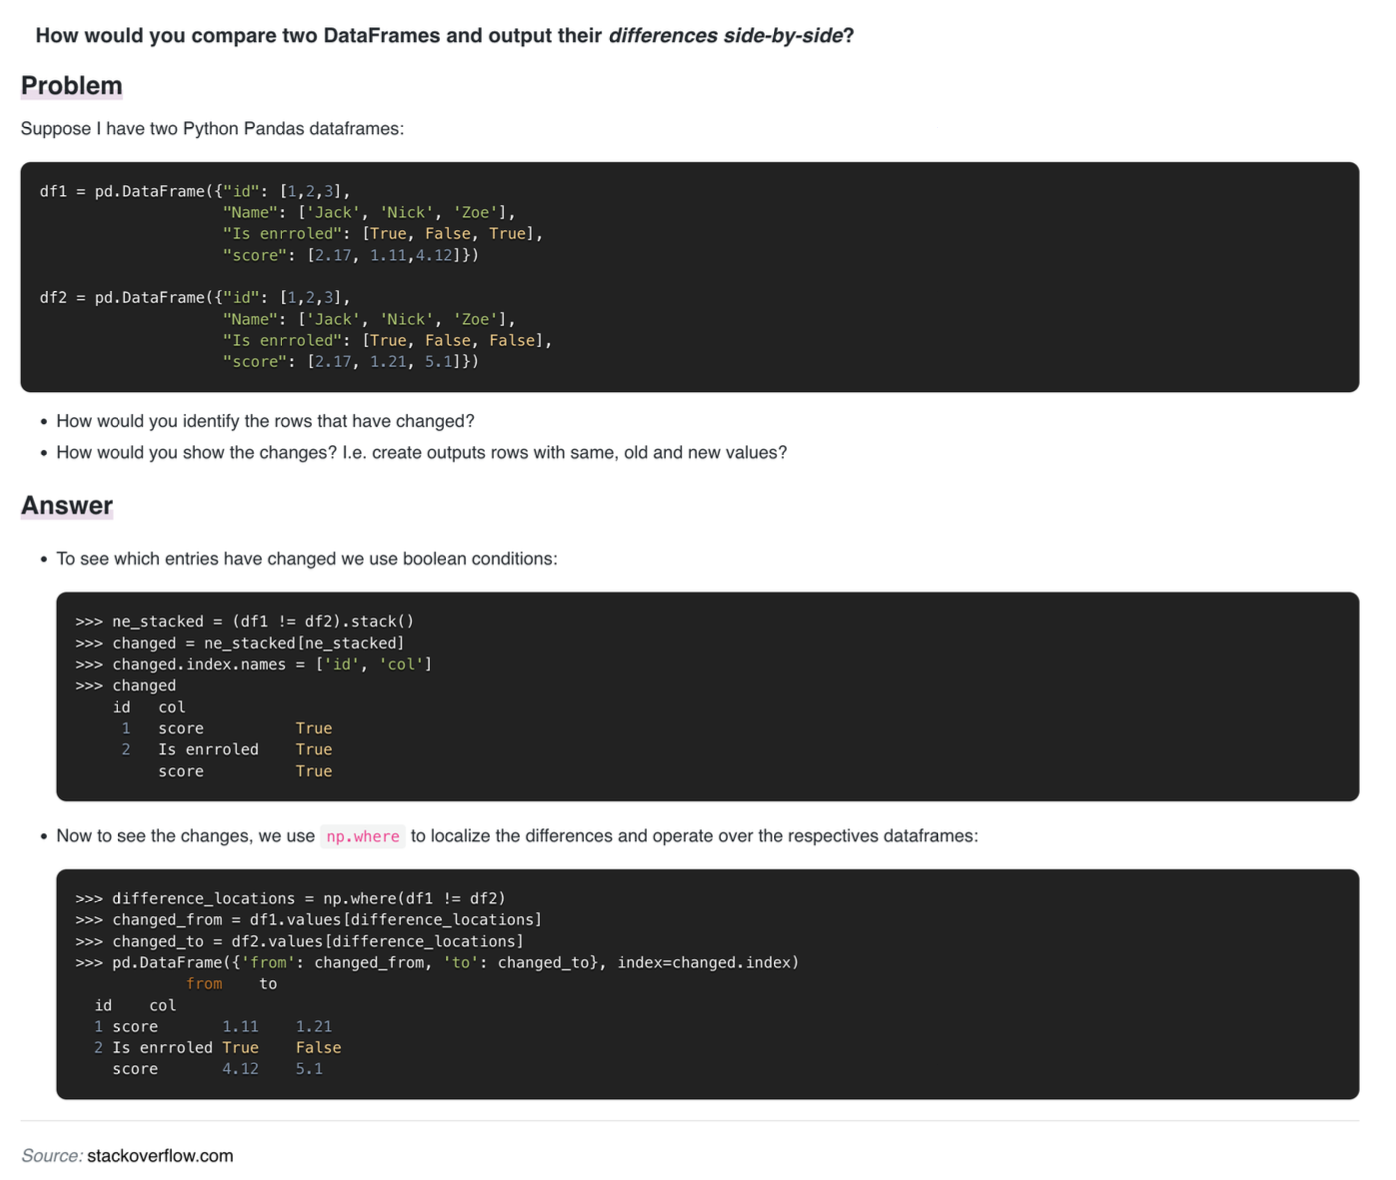 How would you compare two DataFrames and output their differences side-by-side?
Problem
Suppose I have two Python Pandas dataframes:
df1 = pd.DataFrame({"id": [1,2,3],
                    "Name": ['Jack', 'Nick', 'Zoe'],
                    "Is enrroled": [True, False, True],
                    "score": [2.17, 1.11,4.12]})
df2 = pd.DataFrame({"id": [1,2,3],
                    "Name": ['Jack', 'Nick', 'Zoe'],
                    "Is enrroled": [True, False, False],
                    "score": [2.17, 1.21, 5.1]})
• How would you identify the rows that have changed?
• How would you show the changes? I.e. create outputs rows with same, old and new values?
Answer
• To see which entries have changed we use boolean conditions:
>>> ne_stacked = (df1 != df2).stack()
>>> changed = ne_stacked[ne_stacked]
>>> changed.index.names = ['id', 'col']
>>> changed
    id   col
     1   score          True
     2   Is enrroled    True
         score          True
• Now to see the changes, we use np.where to localize the differences and operate over the respectives dataframes:
>>> difference_locations = np.where(df1 != df2)
>>> changed_from = df1.values[difference_locations]
>>> changed_to = df2.values[difference_locations]
>>> pd.DataFrame({'from': changed_from, 'to': changed_to}, index=changed.index)
            from    to
  id    col
  1 score       1.11    1.21
  2 Is enrroled True    False
    score       4.12    5.1
Source: stackoverflow.com